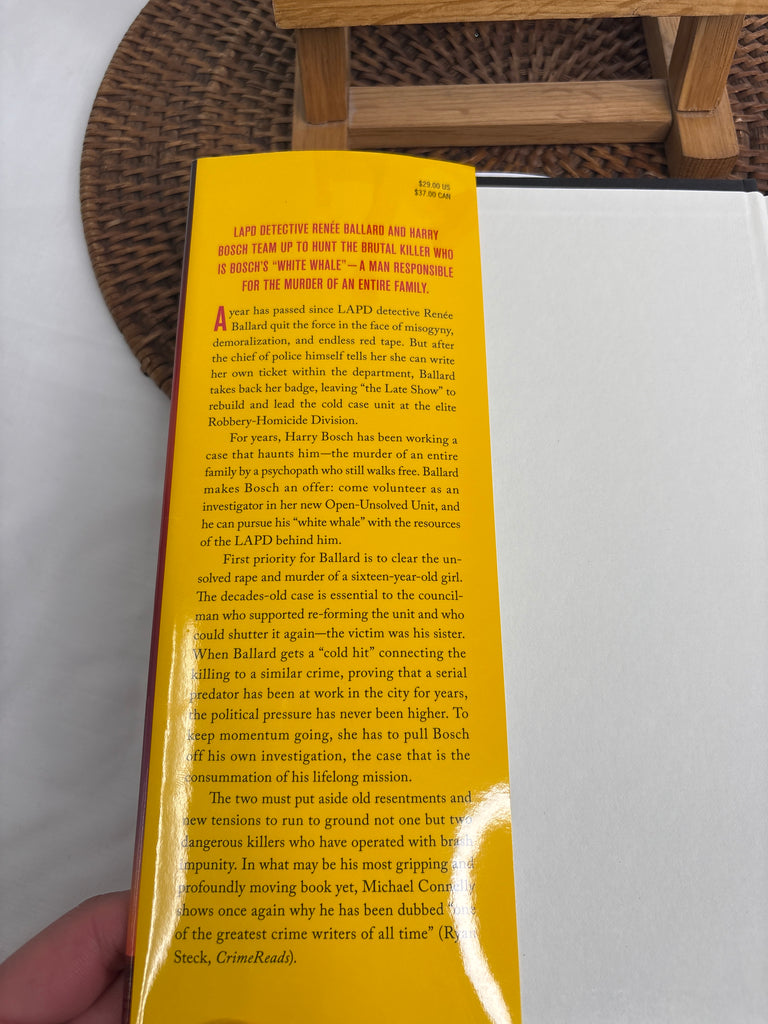 $29.00 US
$37.00 CAN
LAPD DETECTIVE RENÉE BALLARD AND HARRY
BOSCH TEAM UP TO HUNT THE BRUTAL KILLER WHO
IS BOSCH'S "WHITE WHALE"—A MAN RESPONSIBLE
FOR THE MURDER OF AN ENTIRE FAMILY.
A year has passed since LAPD detective Renée
Ballard quit the force in the face of misogyny,
demoralization, and endless red tape. But after
the chief of police himself tells her she can write
her own ticket within the department, Ballard
takes back her badge, leaving "the Late Show" to
rebuild and lead the cold case unit at the elite
Robbery-Homicide Division.
For years, Harry Bosch has been working a
case that haunts him—the murder of an entire
family by a psychopath who still walks free. Ballard
makes Bosch an offer: come volunteer as an
investigator in her new Open-Unsolved Unit, and
he can pursue his "white whale" with the resources
of the LAPD behind him.
First priority for Ballard is to clear the un-
solved rape and murder of a sixteen-year-old girl.
The decades-old case is essential to the council-
man who supported re-forming the unit and who
could shutter it again—the victim was his sister.
When Ballard gets a "cold hit" connecting the
killing to a similar crime, proving that a serial
predator has been at work in the city for years,
the political pressure has never been higher. To
keep momentum going, she has to pull Bosch
off his own investigation, the case that is the
consummation of his lifelong mission.
The two must put aside old resentments and
new tensions to run to ground not one but two
dangerous killers who have operated with brash
impunity. In what may be his most gripping and
profoundly moving book yet, Michael Connelly
shows once again why he has been dubbed "one
of the greatest crime writers of all time" (Ryan
Steck, CrimeReads).